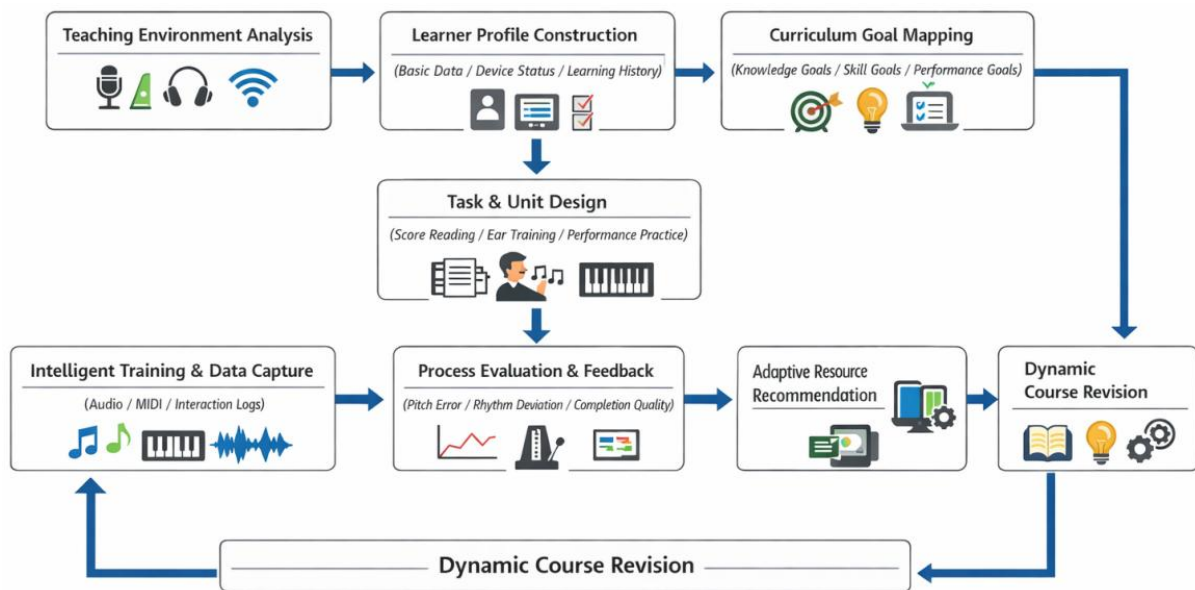 Teaching Environment Analysis
Learner Profile Construction
(Basic Data / Device Status / Learning History)
Curriculum Goal Mapping
(Knowledge Goals / Skill Goals / Performance Goals)
Task & Unit Design
(Score Reading / Ear Training / Performance Practice)
Intelligent Training & Data Capture
(Audio / MIDI / Interaction Logs)
Process Evaluation & Feedback
(Pitch Error / Rhythm Deviation / Completion Quality)
Adaptive Resource
Recommendation
Dynamic
Course Revision
Dynamic Course Revision